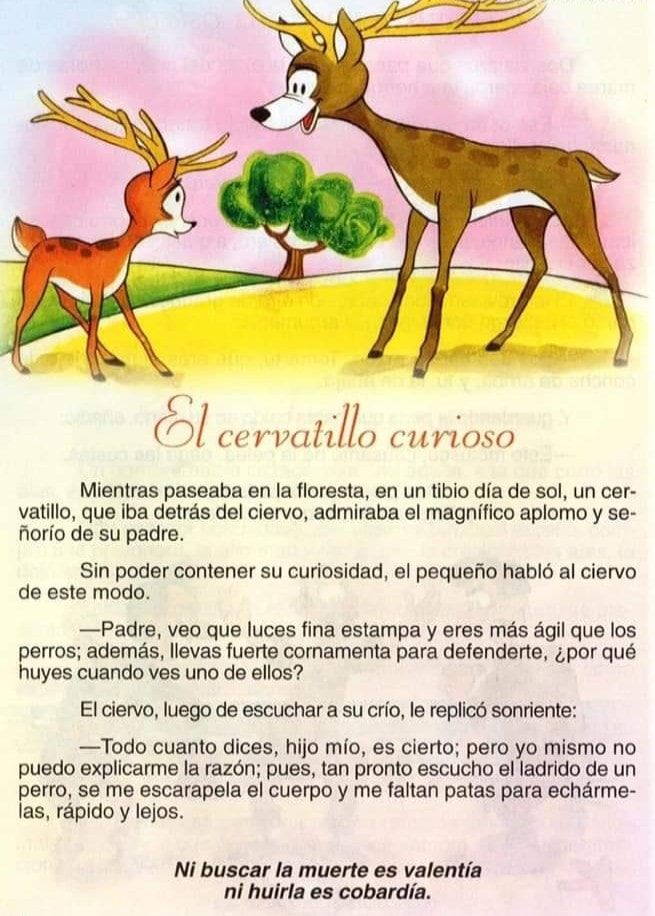 El cervatillo curioso
Mientras paseaba en la floresta, en un tibio día de sol, un cer-
vatillo, que iba detrás del ciervo, admiraba el magnífico aplomo y se-
ñorío de su padre.
Sin poder contener su curiosidad, el pequeño habló al ciervo
de este modo.
—Padre, veo que luces fina estampa y eres más ágil que los
perros; además, llevas fuerte cornamenta para defenderte, ¿por qué
huyes cuando ves uno de ellos?
El ciervo, luego de escuchar a su crío, le replicó sonriente:
—Todo cuanto dices, hijo mío, es cierto; pero yo mismo no
puedo explicarme la razón; pues, tan pronto escucho el ladrido de un
perro, se me escarapela el cuerpo y me faltan patas para echárme-
las, rápido y lejos.
Ni buscar la muerte es valentía
ni huirla es cobardía.